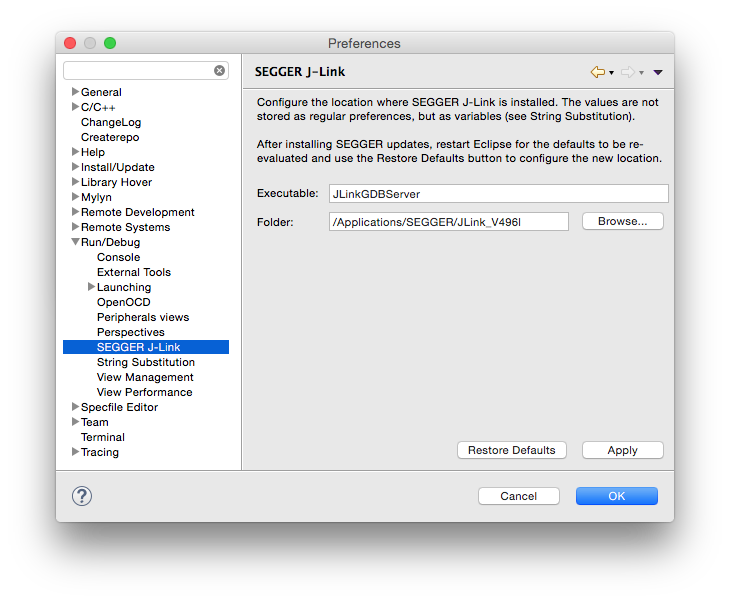 Preferences
General
C/C++
ChangeLog
Createrepo
Help
Install/Update
Library Hover
Mylyn
Remote Development
Remote Systems
Run/Debug
Console
External Tools
Launching
OpenOCD
Peripherals views
Perspectives
SEGGER J-Link
String Substitution
View Management
View Performance
Specfile Editor
Team
Terminal
Tracing
SEGGER J-Link
Configure the location where SEGGER J-Link is installed. The values are not
stored as regular preferences, but as variables (see String Substitution).
After installing SEGGER updates, restart Eclipse for the defaults to be re-
evaluated and use the Restore Defaults button to configure the new location.
Executable: JLinkGDBServer
Folder: /Applications/SEGGER/JLink_V496l Browse...
Restore Defaults Apply
? Cancel OK